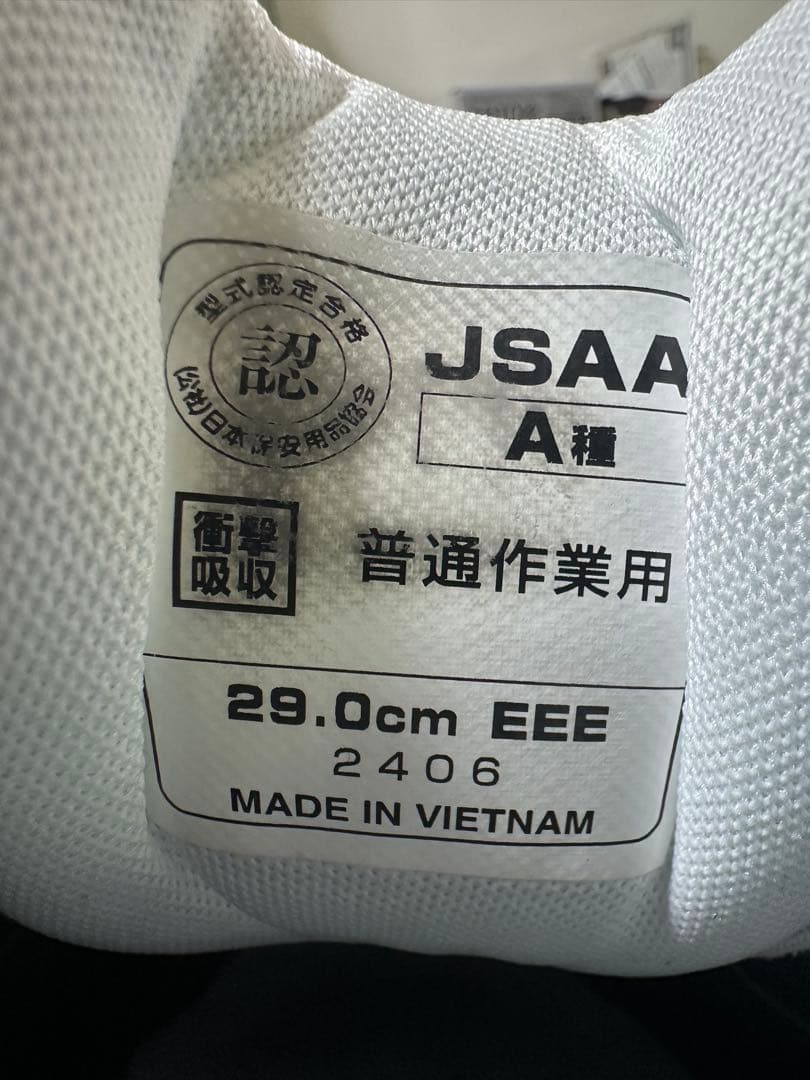 型式認定合格
認
(公社)日本保安用品協会
JSAA
A種
衝撃
吸収
普通作業用
29.0cm EEE
2406
MADE IN VIETNAM